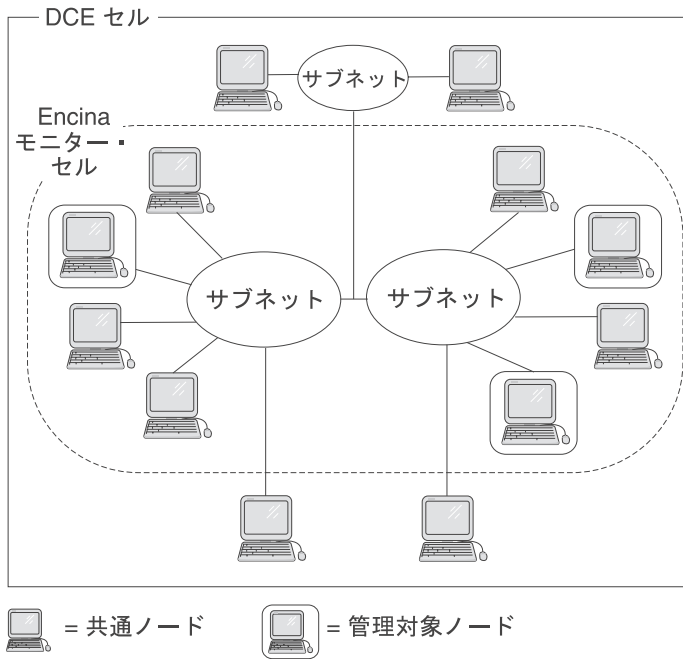 DCE セル
サブネット
Encina
モニター・
セル
サブネット
サブネット
= 共通ノード
= 管理対象ノード